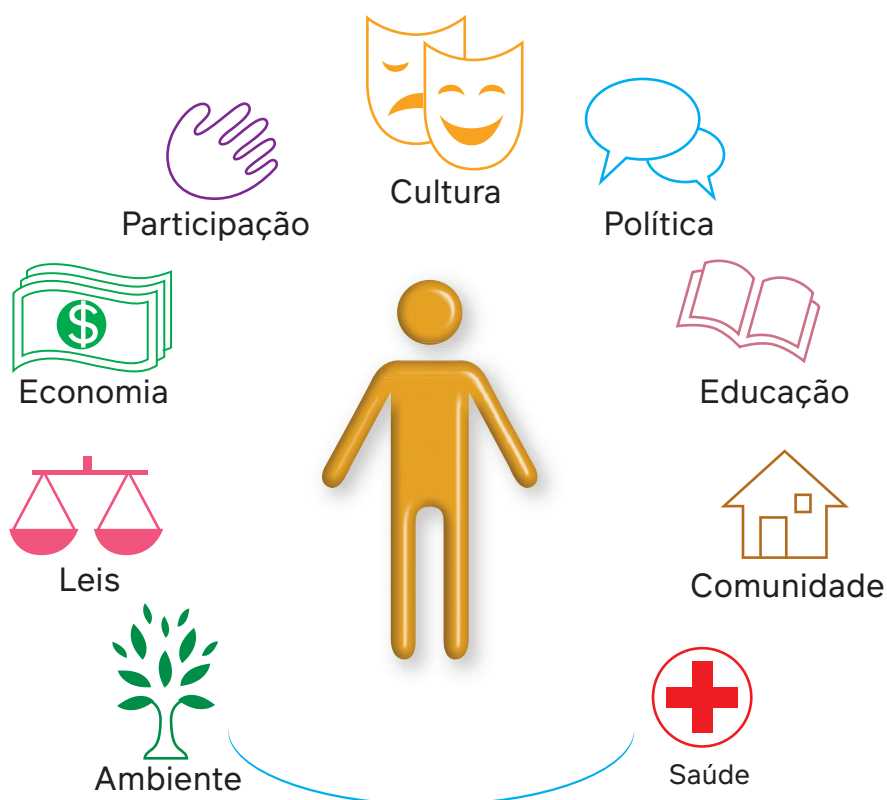 Cultura
Participação
Política
$
Economia
Educação
Leis
Comunidade
Ambiente
Saúde